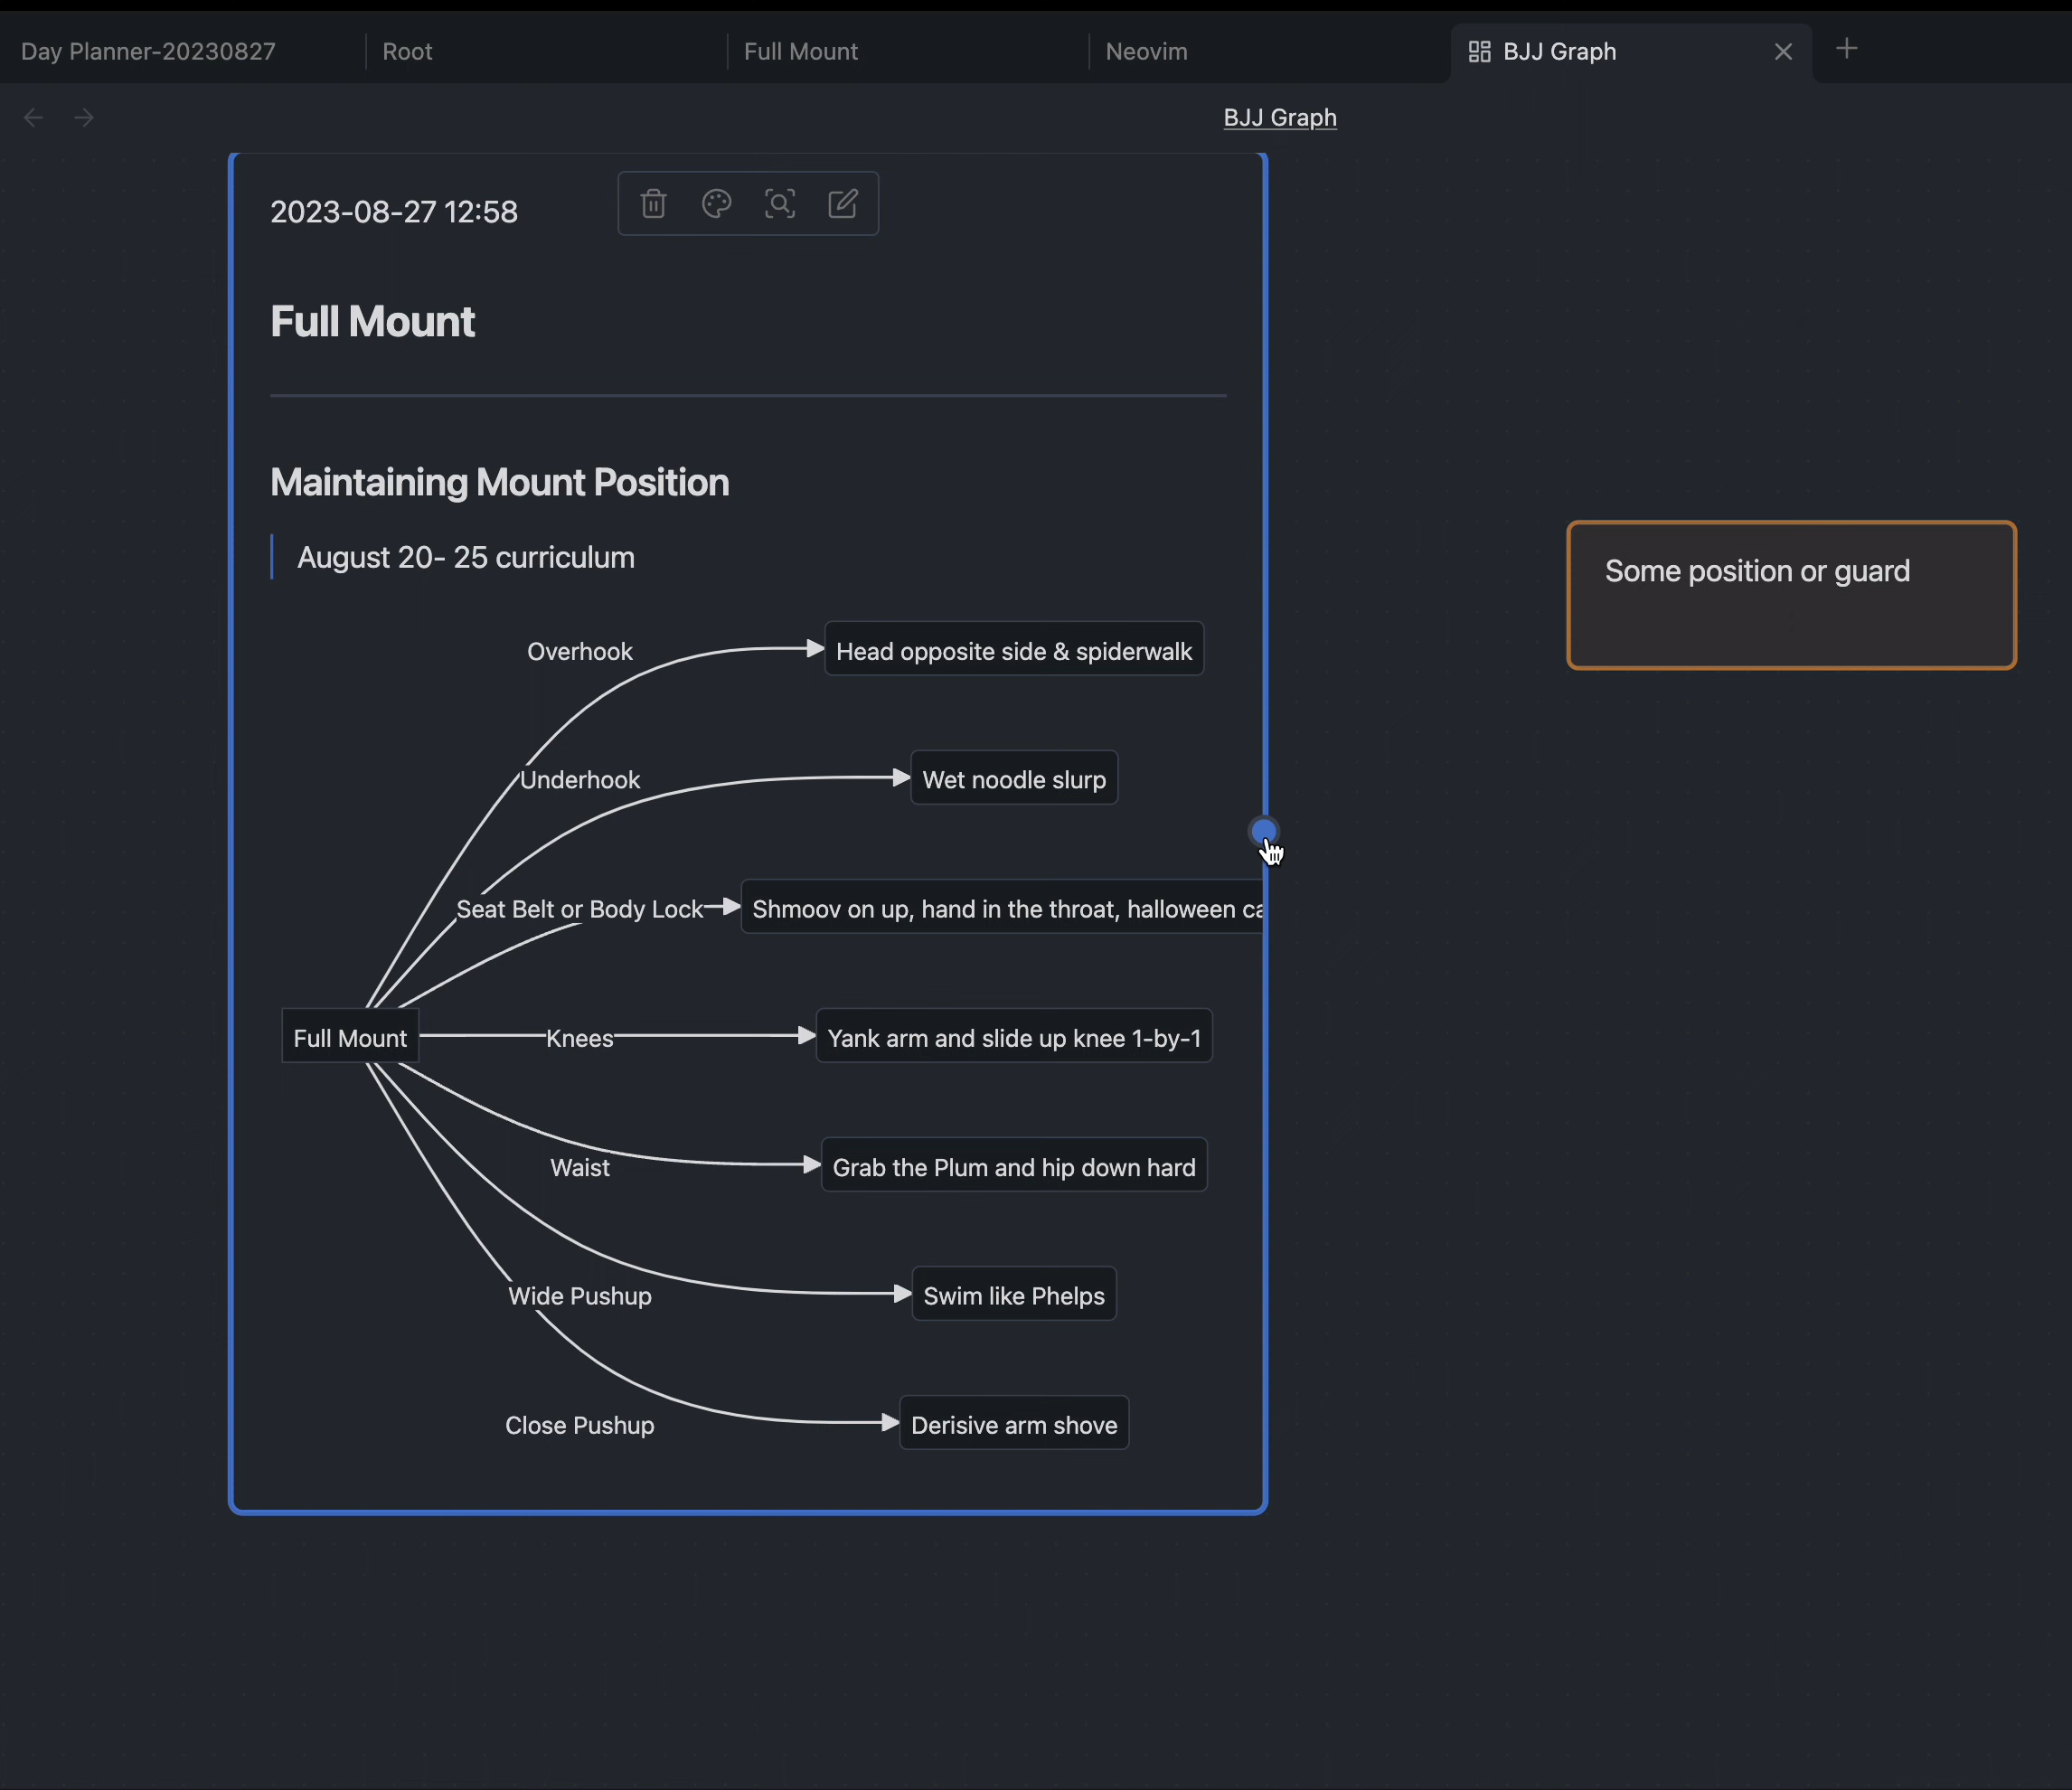 Day Planner-20230827
Root
Full Mount
Neovim
BJJ Graph
BJJ Graph
2023-08-27 12:58
Full Mount
Maintaining Mount Position
August 20- 25 curriculum
Some position or guard
Overhook
Head opposite side & spiderwalk
Underhook
Wet noodle slurp
Seat Belt or Body Lock
Shmoov on up, hand in the throat, halloween
Full Mount
Knees
Yank arm and slide up knee 1-by-1
Waist
Grab the Plum and hip down hard
Wide Pushup
Swim like Phelps
Close Pushup
Derisive arm shove